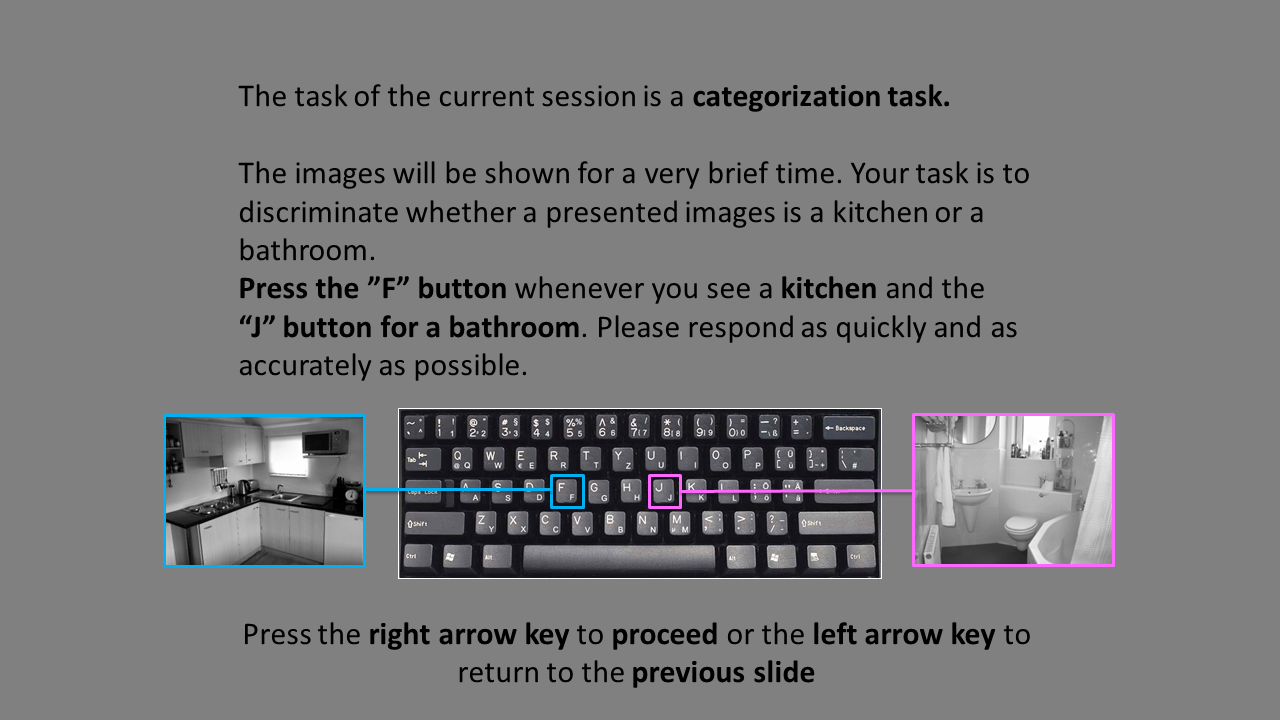 The task of the current session is a categorization task.
The images will be shown for a very brief time. Your task is to
discriminate whether a presented images is a kitchen or a
bathroom.
Press the ”F” button whenever you see a kitchen and the
“J” button for a bathroom. Please respond as quickly and as
accurately as possible.
Backspace
Tab
Q W E R T Y U I O P
Caps Lock A S D F G H J K L
Shift Z X C V B N M Shift
Ctrl Alt Alt Ctrl
Press the right arrow key to proceed or the left arrow key to
return to the previous slide